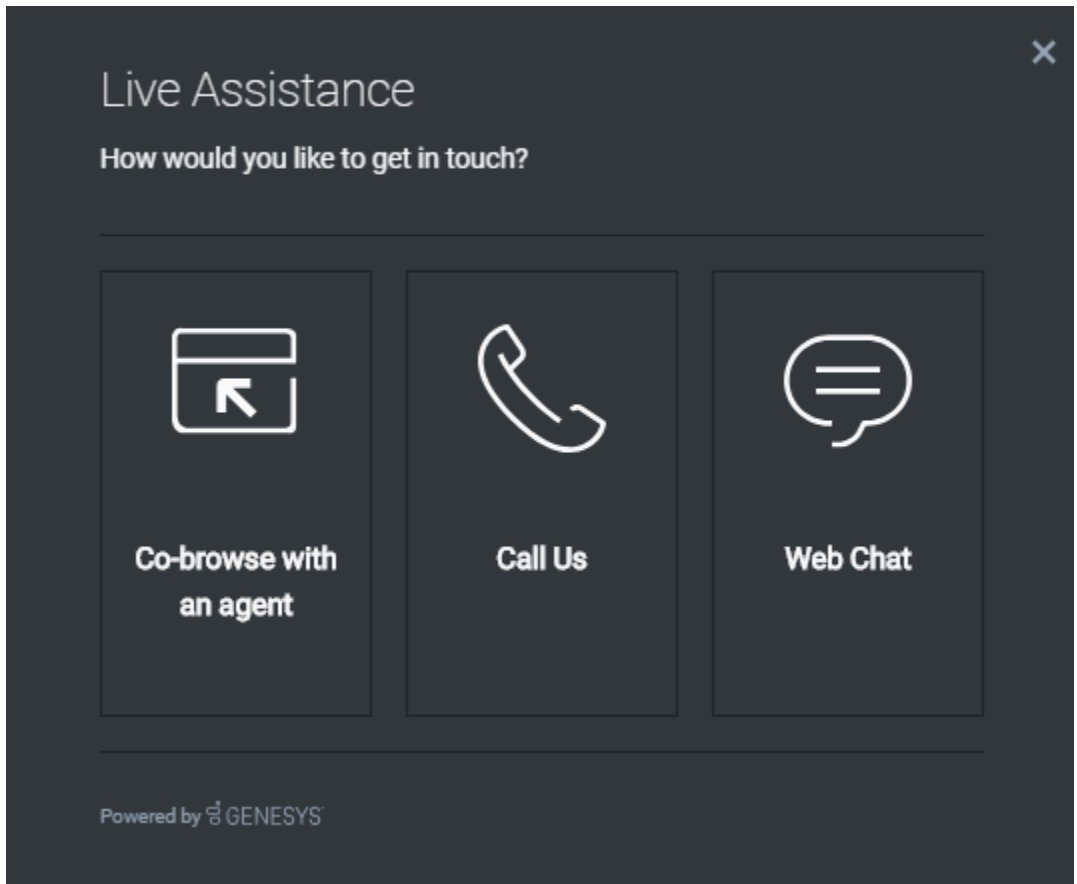 Live Assistance
How would you like to get in touch?
Co-browse with
an agent
Call Us
Web Chat
Powered by GENESYS